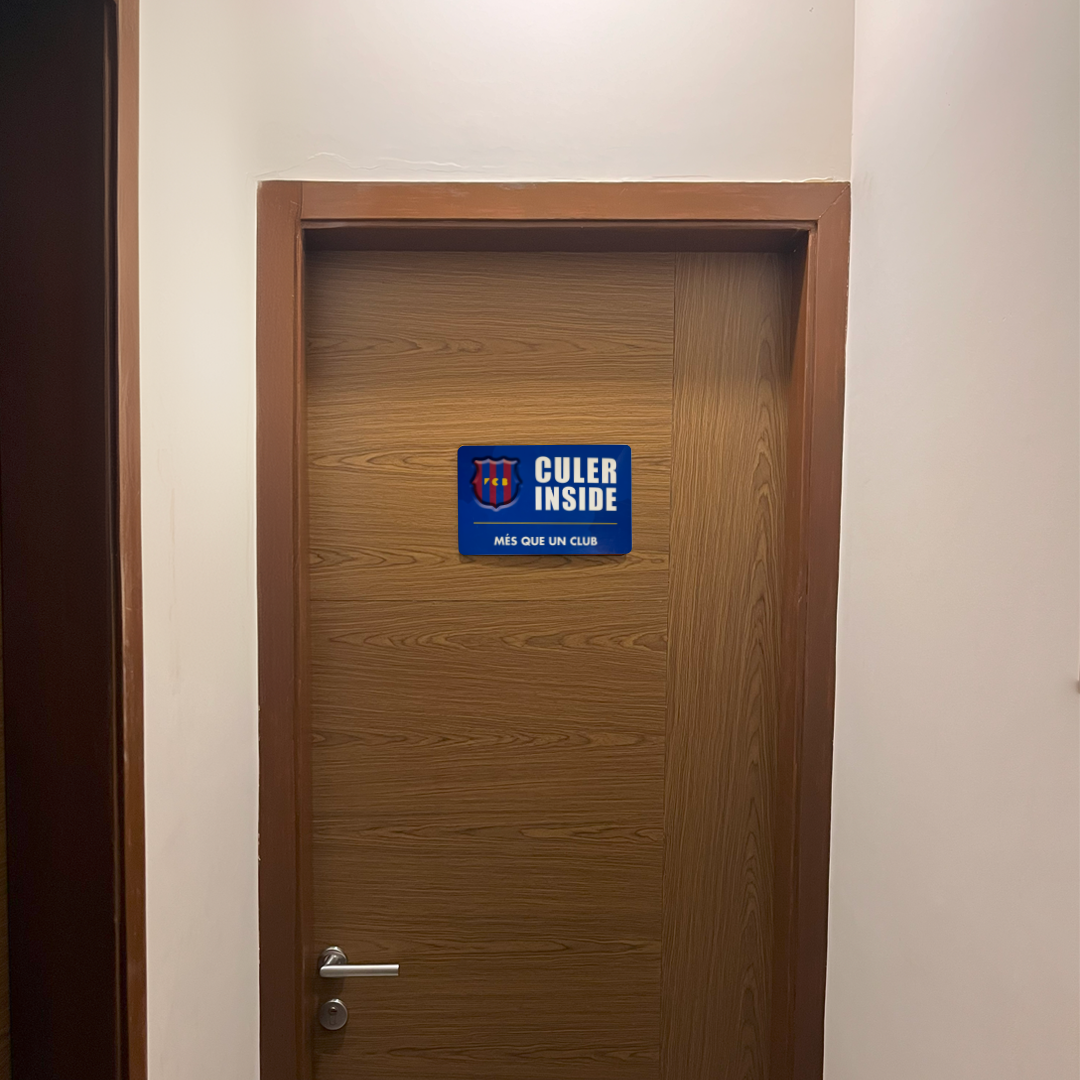 FCB
CULER
INSIDE
MÉS QUE UN CLUB